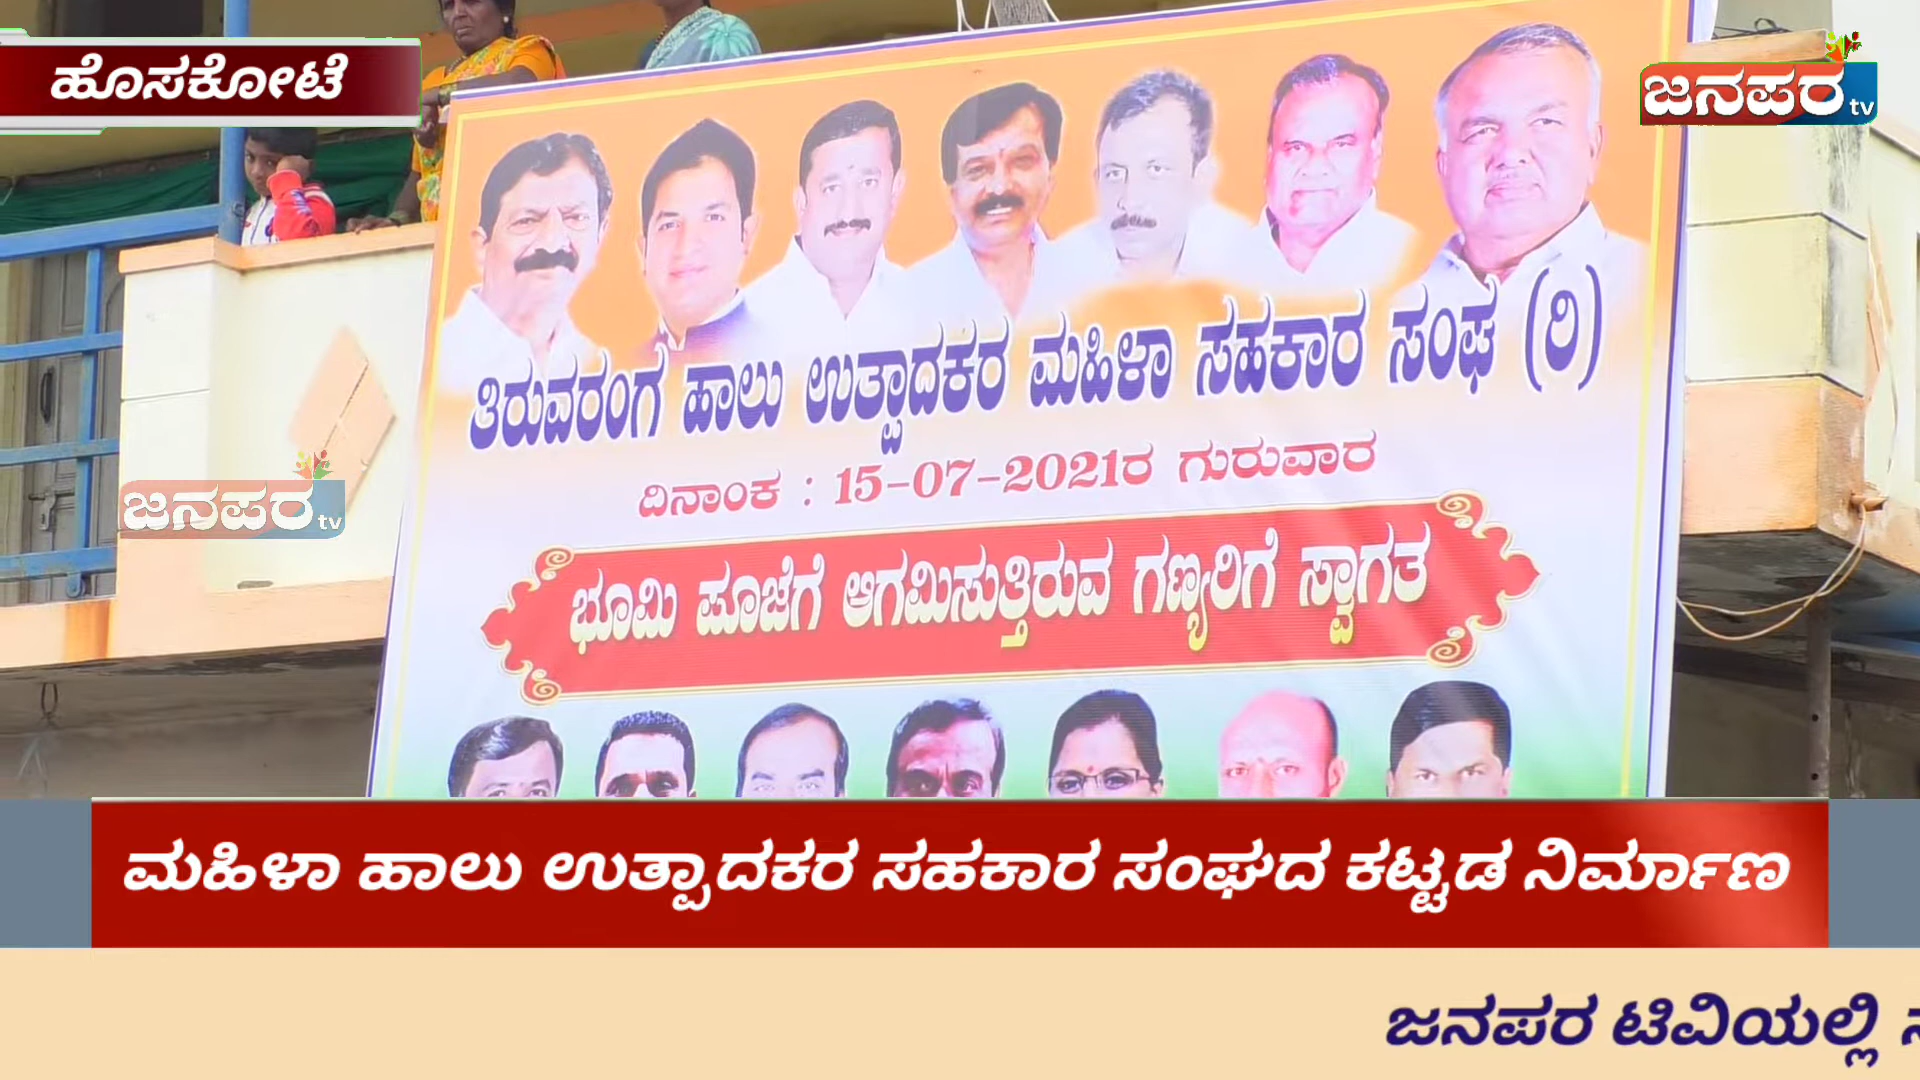 ಹೊಸಕೋಟೆ
ಜನಪರ tv
ತಿರುವರಂಗ ಹಾಲು ಉತ್ಪಾದಕರ ಮಹಿಳಾ ಸಹಕಾರ ಸಂಘ (ರಿ)
ದಿನಾಂಕ : 15-07-2021ರ ಗುರುವಾರ
ಜನಪರ tv
ಭೂಮಿ ಪೂಜೆಗೆ ಆಗಮಿಸುತ್ತಿರುವ ಗಣ್ಯರಿಗೆ ಸ್ವಾಗತ
ಮಹಿಳಾ ಹಾಲು ಉತ್ಪಾದಕರ ಸಹಕಾರ ಸಂಘದ ಕಟ್ಟಡ ನಿರ್ಮಾಣ
ಜನಪರ ಟಿವಿಯಲ್ಲಿ